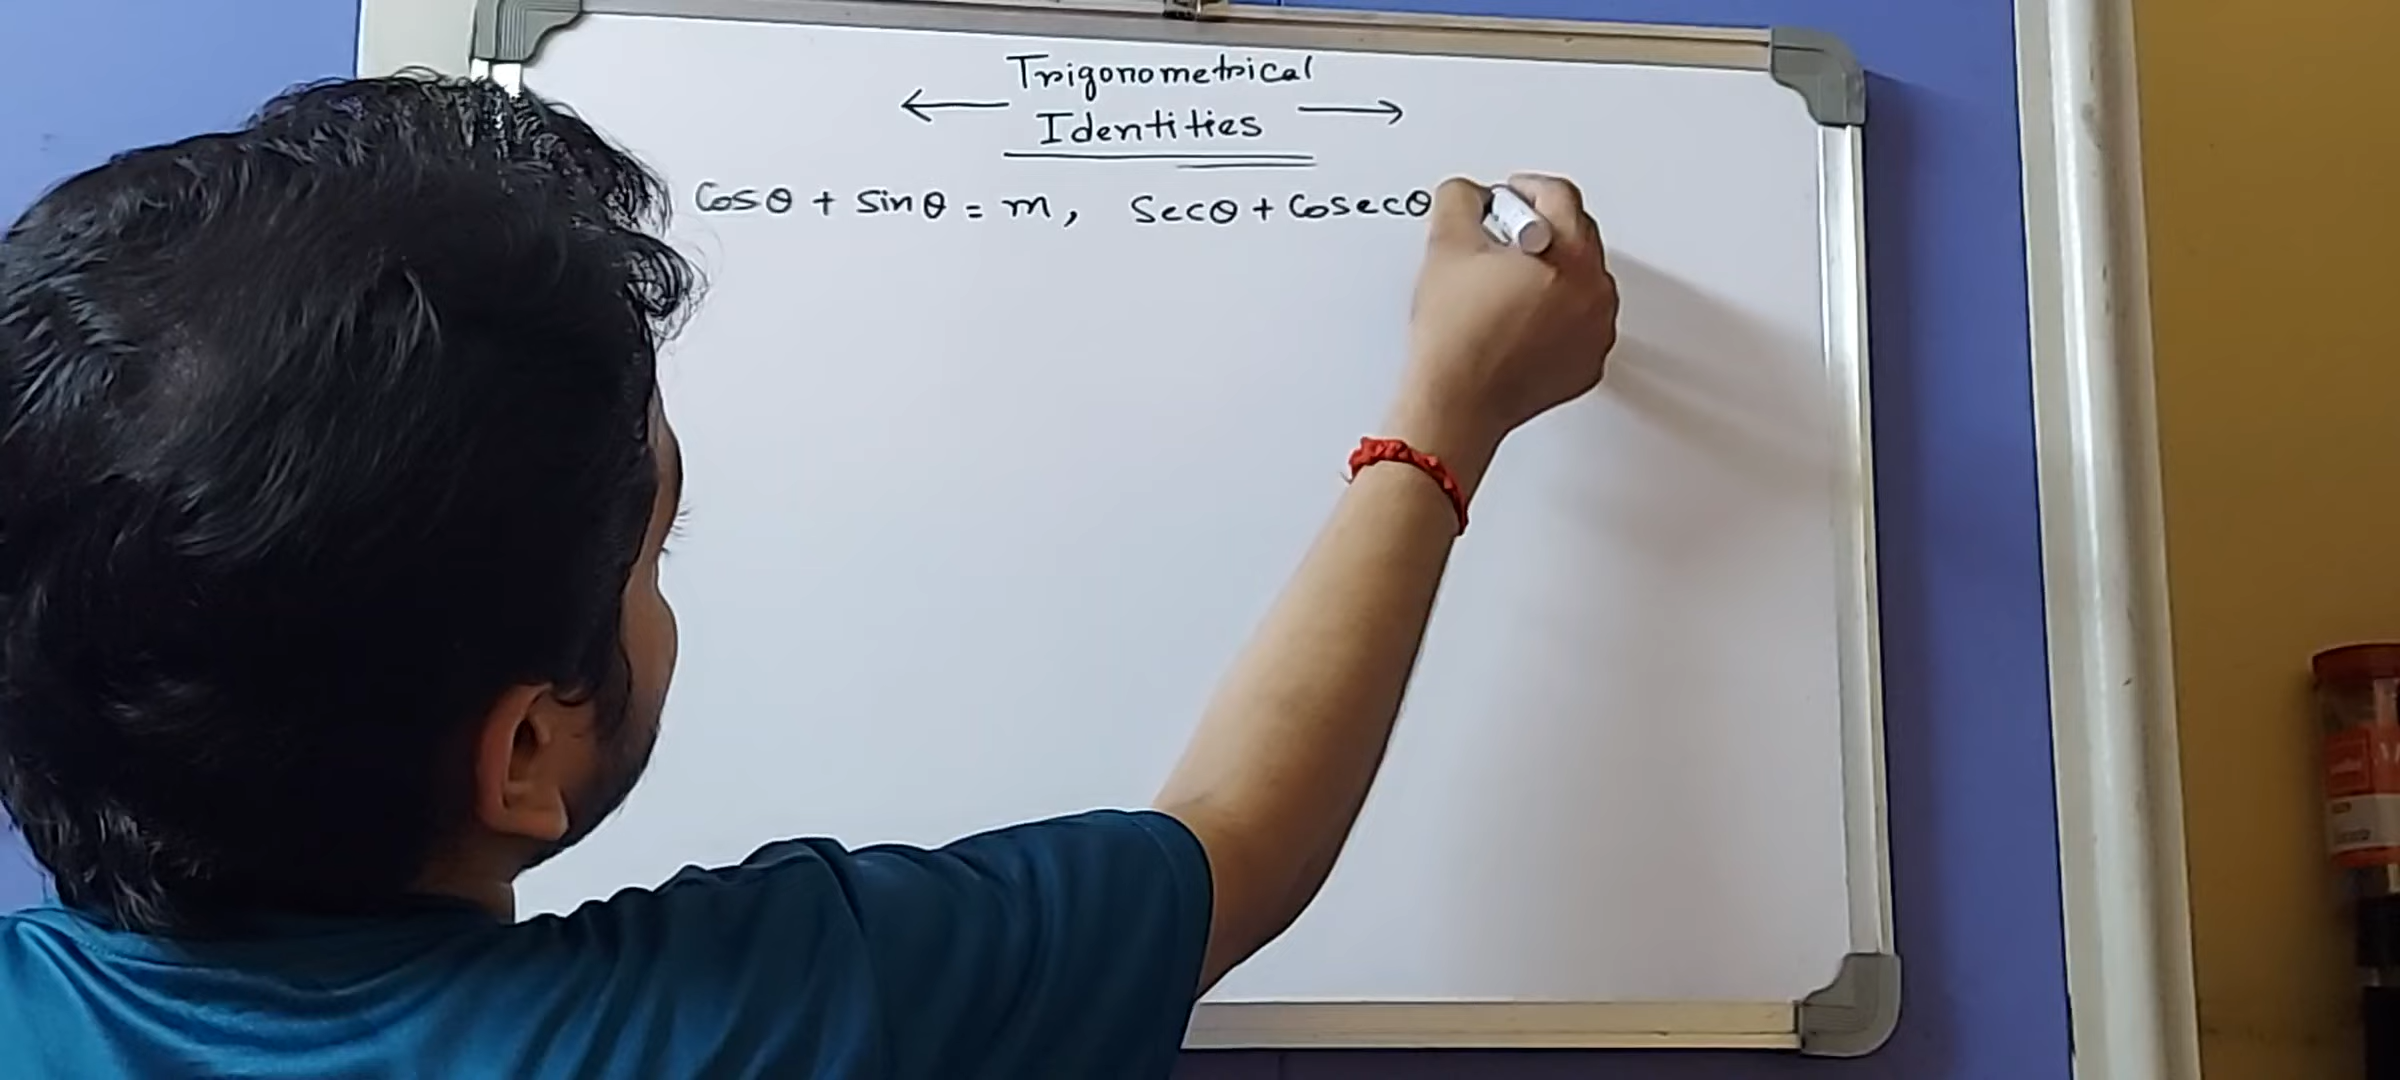 Trigonometrical
Identities
Cosθ + Sinθ = m, Secθ + Cosecθ